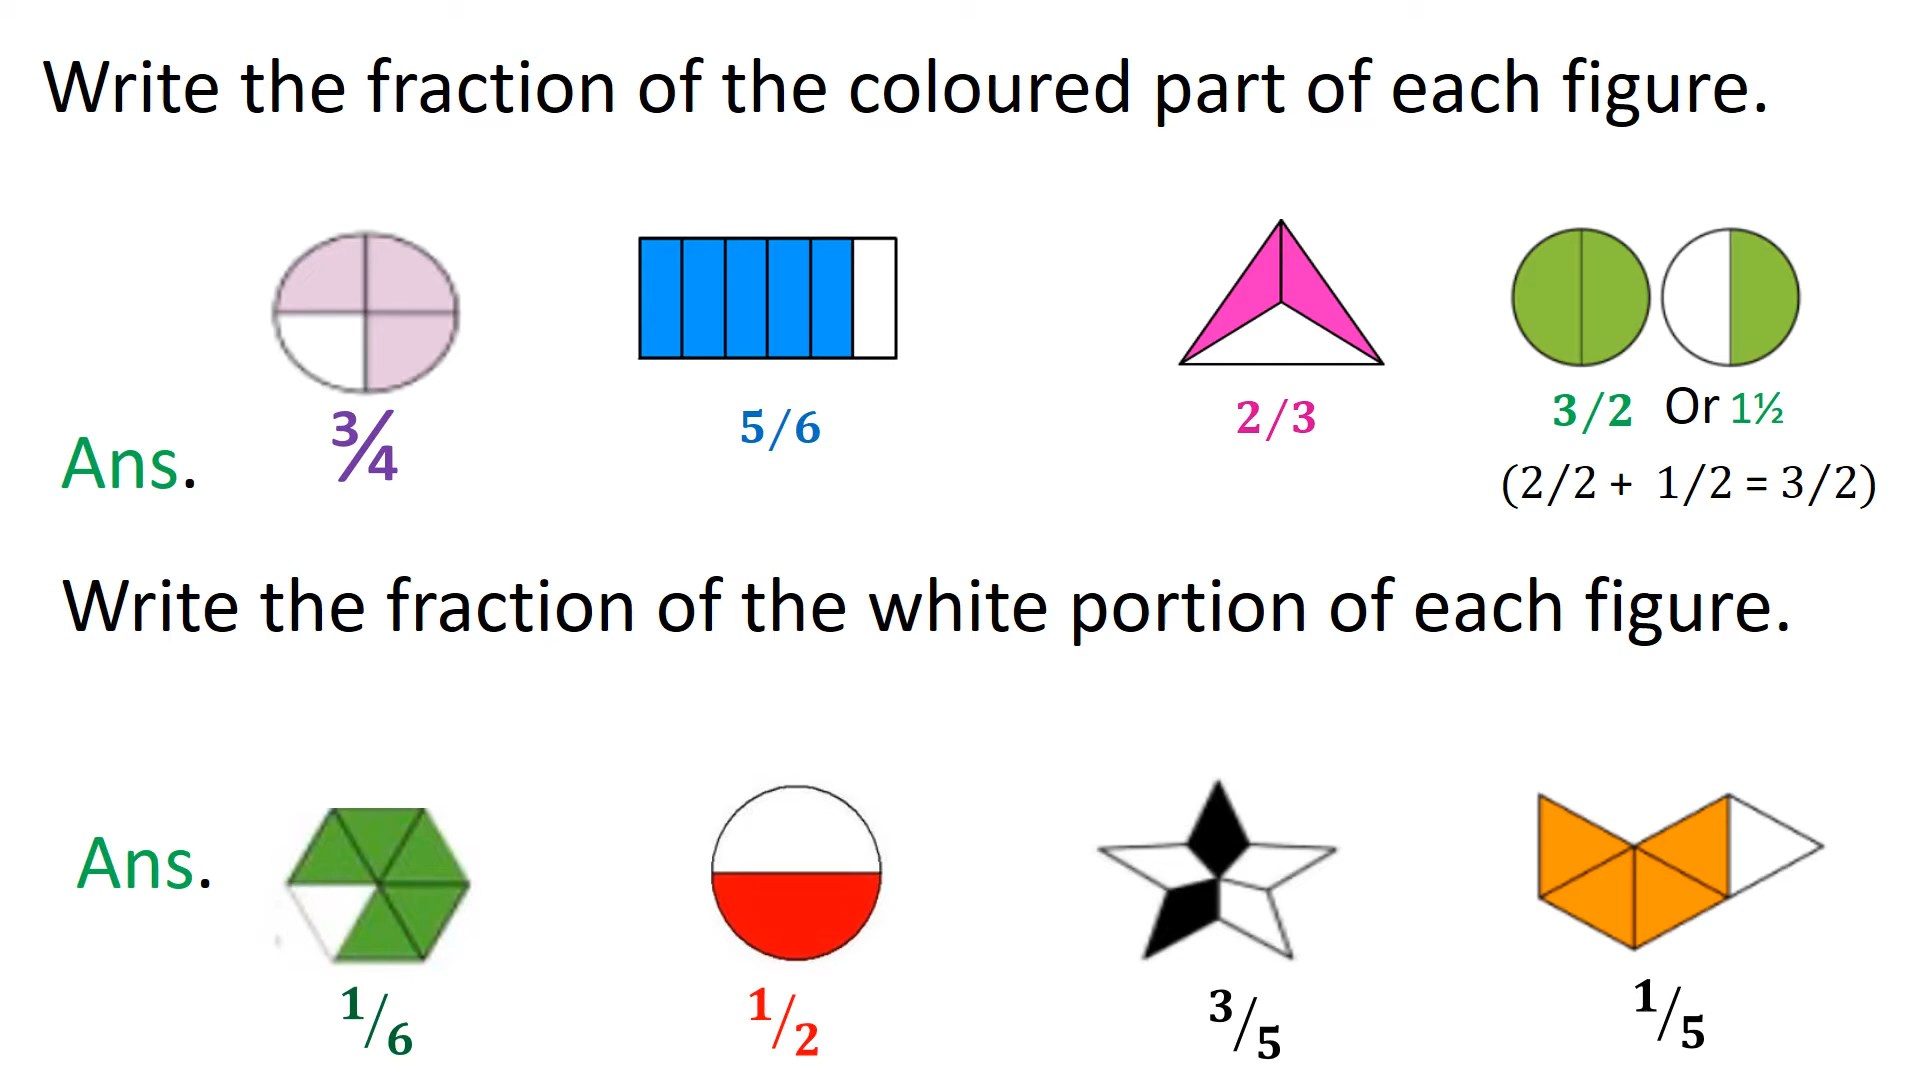 Write the fraction of the coloured part of each figure.
Ans. ¾ 5/6 2/3 3/2 Or 1½
(2/2 + 1/2 = 3/2)
Write the fraction of the white portion of each figure.
Ans.
1/6 1/2 3/5 1/5